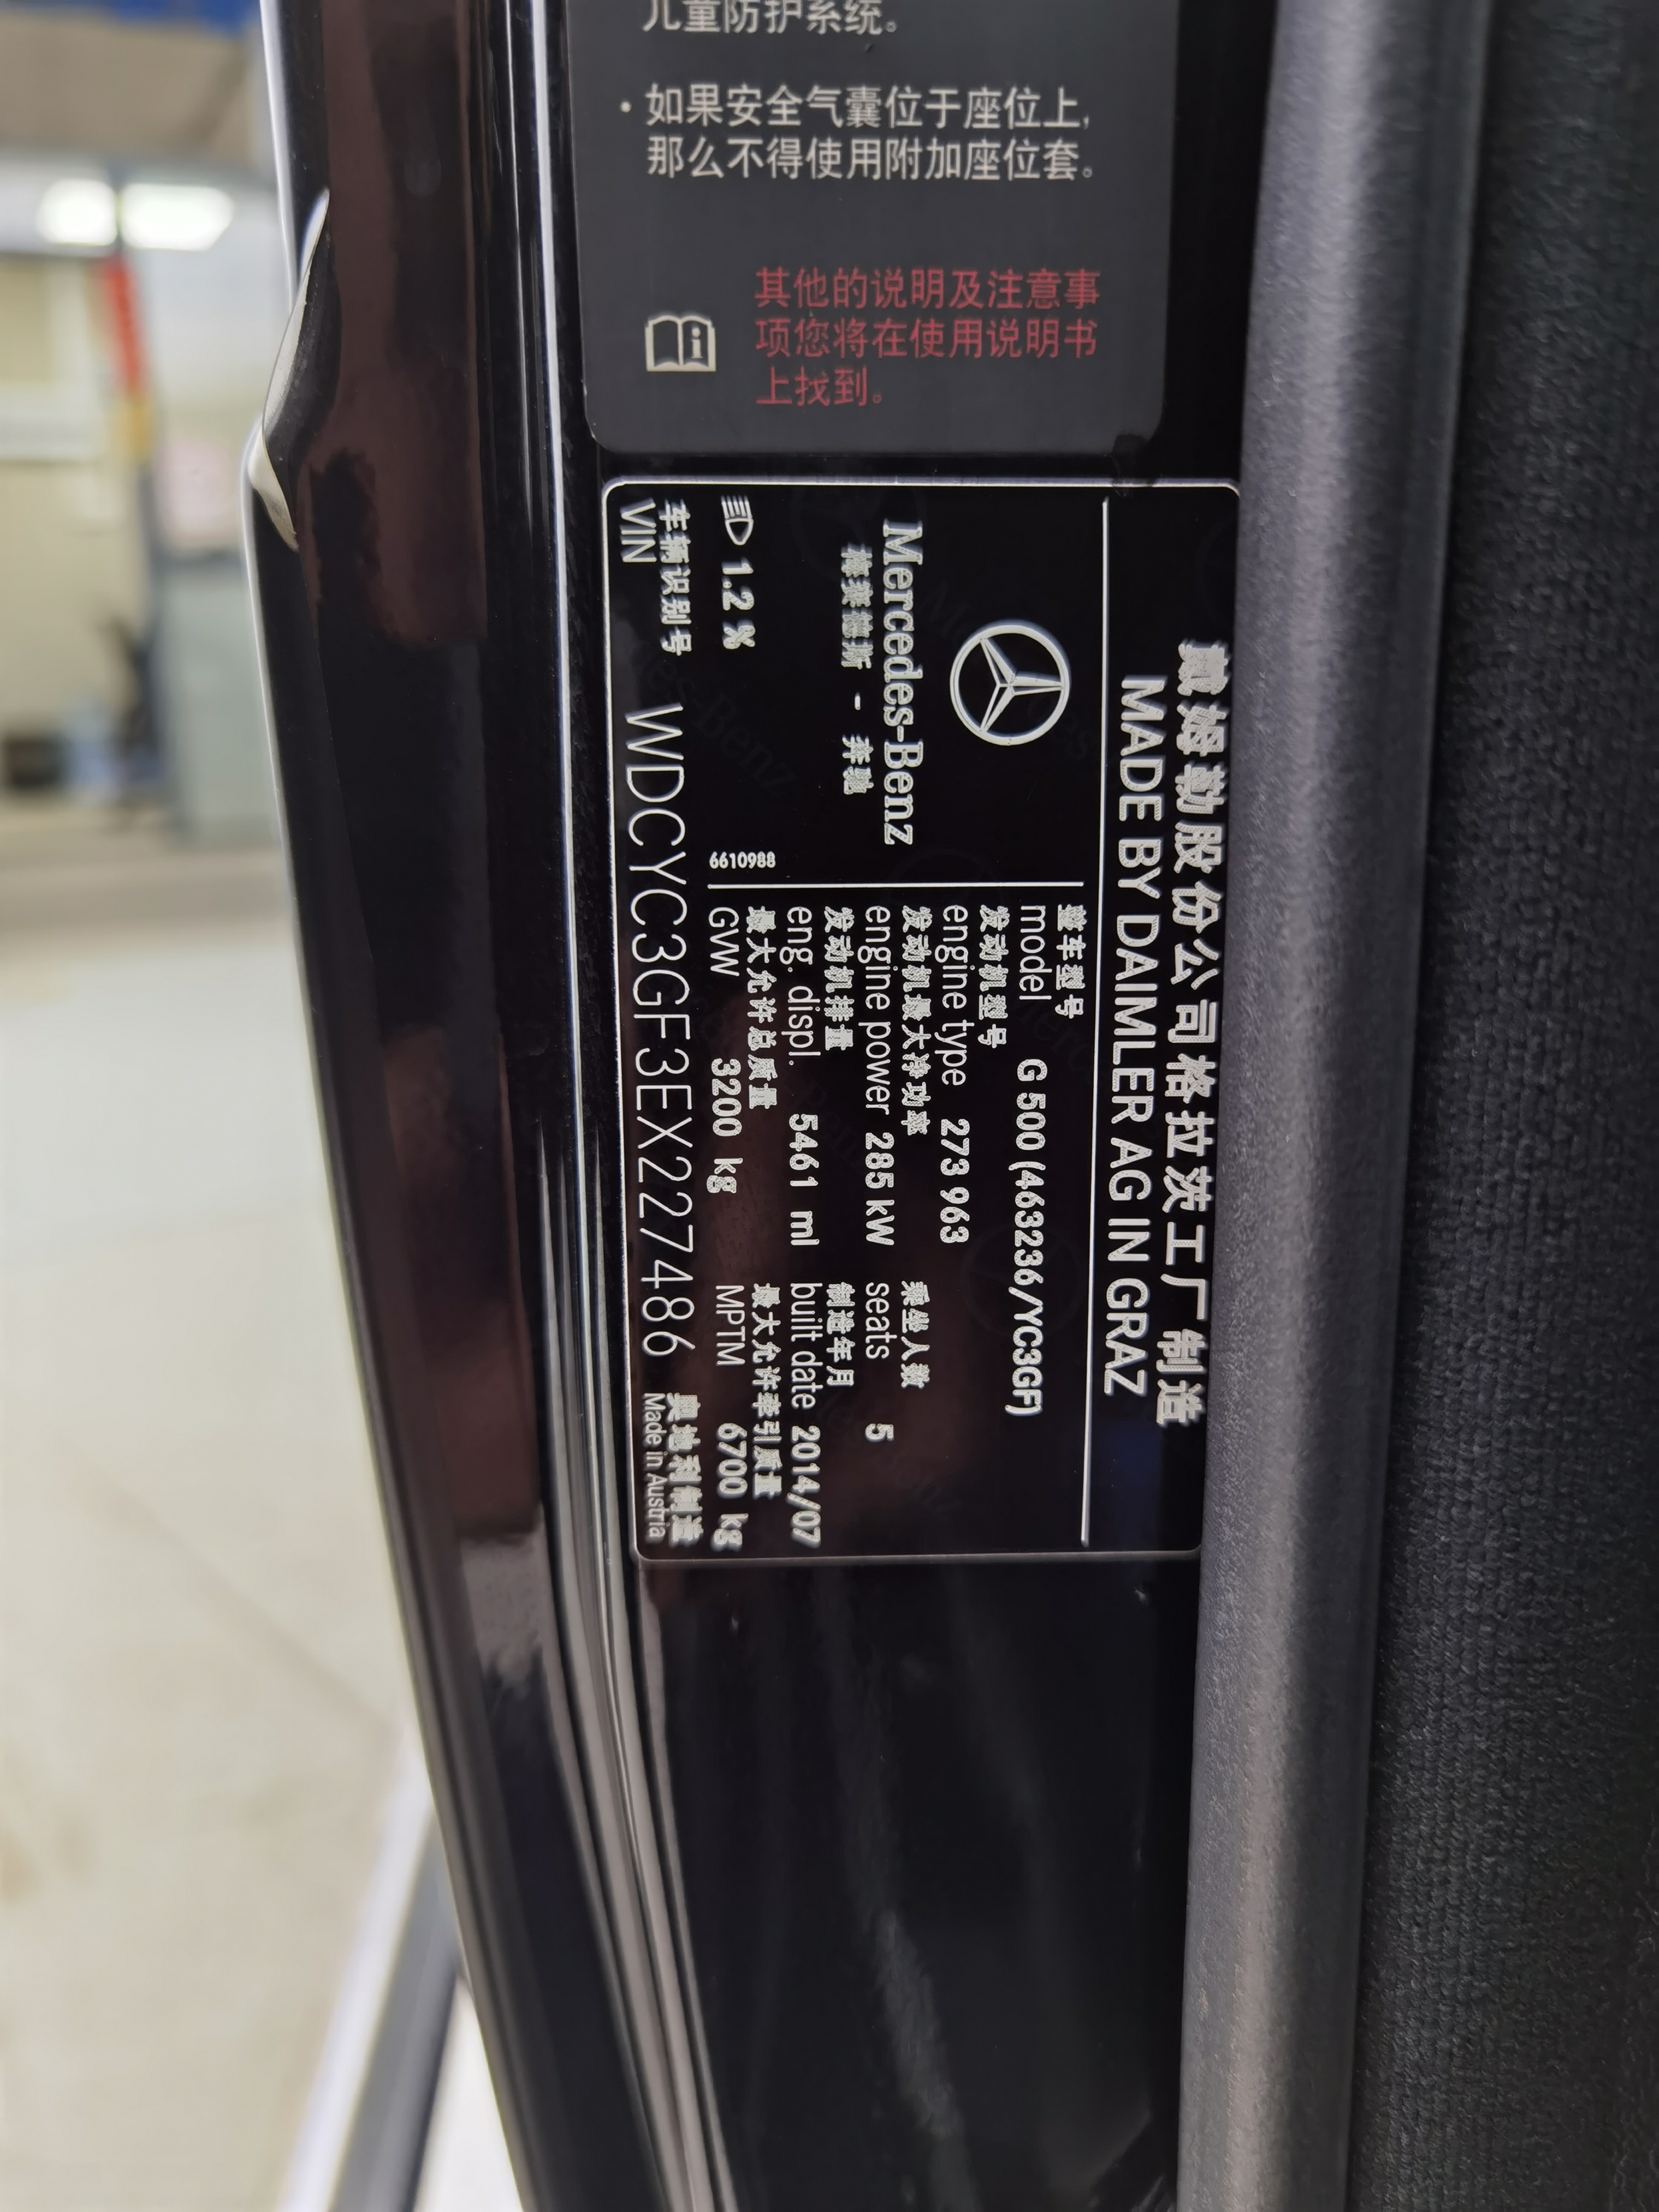 儿童防护系统。
• 如果安全气囊位于座位上,
那么不得使用附加座位套。
其他的说明及注意事
项您将在使用说明书
上找到。
戴姆勒股份公司格拉茨工厂制造
MADE BY DAIMLER AG IN GRAZ
Mercedes-Benz
梅赛德斯 - 奔驰
1.2 %
6610988
整车型号
model G 500 (463236/YC3GF)
发动机型号
engine type 273 963
发动机最大净功率 乘坐人数
engine power 285 kW seats 5
发动机排量 制造年月
eng. displ. 5461 ml built date 2014/07
最大允许总质量 最大允许牵引质量
GWW 3200 kg MPTM 6700 kg
车辆识别号 奥地利制造
VIN WDCYC3GF3EX227486 Made in Austria